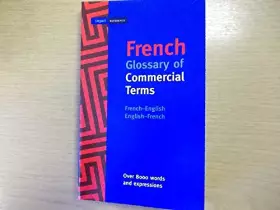 French
Glossary of
Commercial
Terms
French-English
English-French
Over 8000 words
and expressions